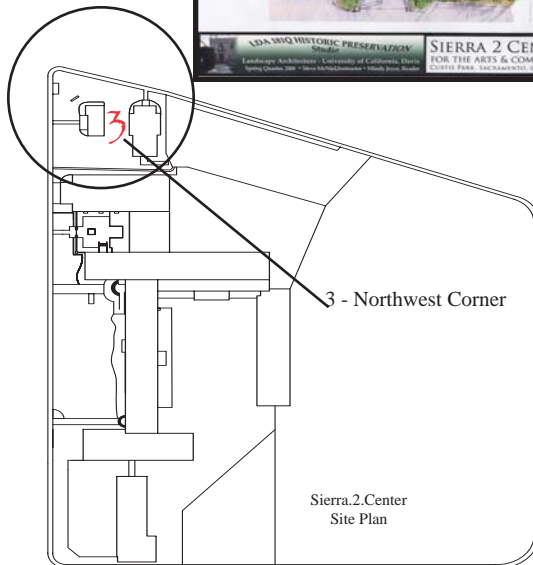 LDA 181Q HISTORIC PRESERVATION
Studio
Landscape Architecture - University of California, Davis
SIERRA 2 CEN
FOR THE ARTS & COM
CURTIS PARK, SACRAMENTO,
3
3 - Northwest Corner
Sierra.2.Center
Site Plan